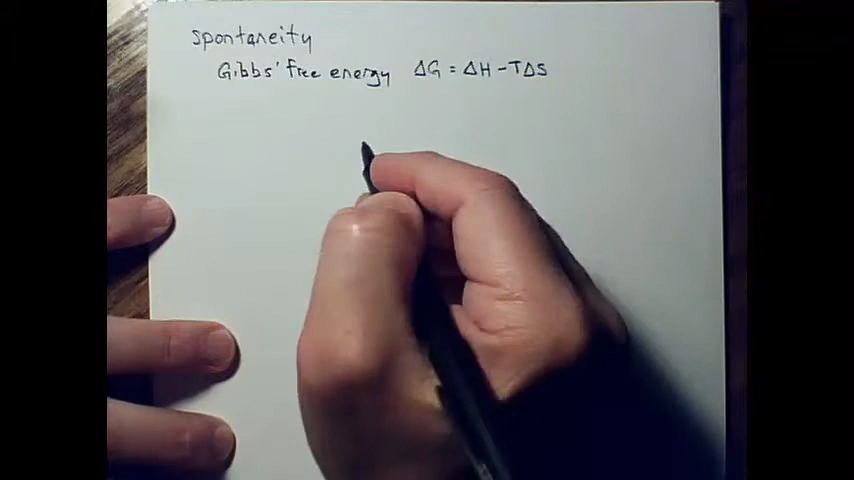 spontaneity
Gibbs' free energy ΔG = ΔH - TΔS